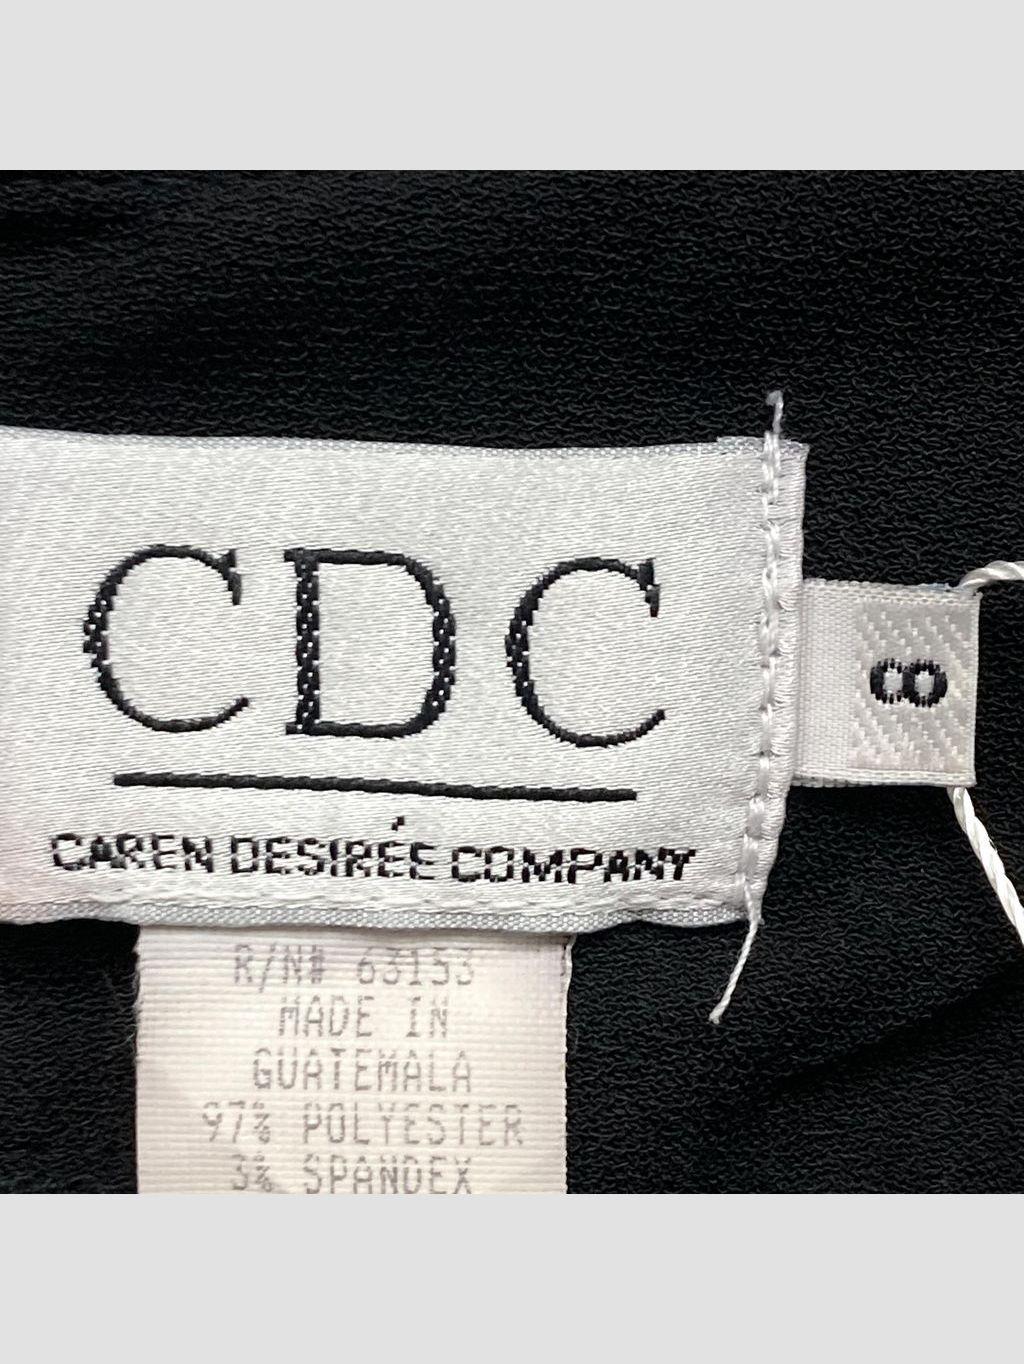 CDC
CAREN DESIRÉE COMPANY
8
R/N# 63153
MADE IN
GUATEMALA
97% POLYESTER
3% SPANDEX